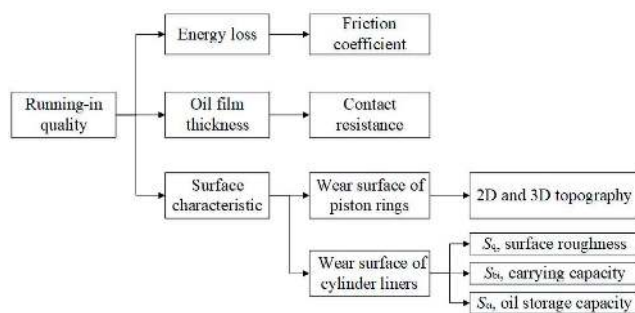 Energy loss
Friction
coefficient
Running-in
quality
Oil film
thickness
Contact
resistance
Surface
characteristic
Wear surface of
piston rings
2D and 3D topography
Wear surface of
cylinder liners
Sq, surface roughness
Sbi, carrying capacity
Sci, oil storage capacity